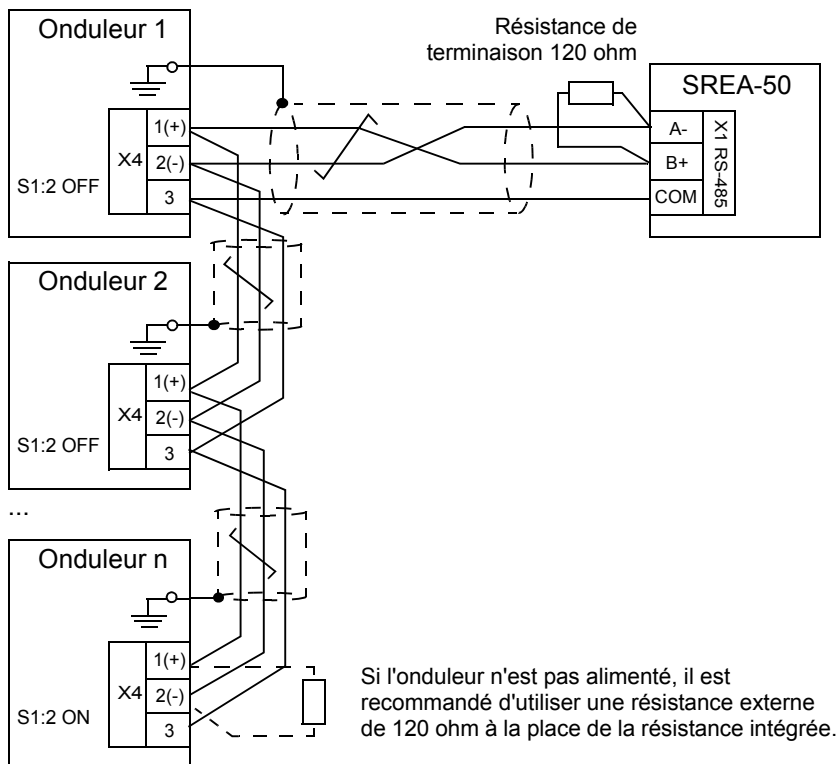 Onduleur 1
Résistance de
terminaison 120 ohm
SREA-50
X4
1(+)
2(-)
3
S1:2 OFF
A-
B+
COM
X1 RS-485
Onduleur 2
X4
1(+)
2(-)
3
S1:2 OFF
...
Onduleur n
X4
1(+)
2(-)
3
S1:2 ON
Si l'onduleur n'est pas alimenté, il est
recommandé d'utiliser une résistance externe
de 120 ohm à la place de la résistance intégrée.